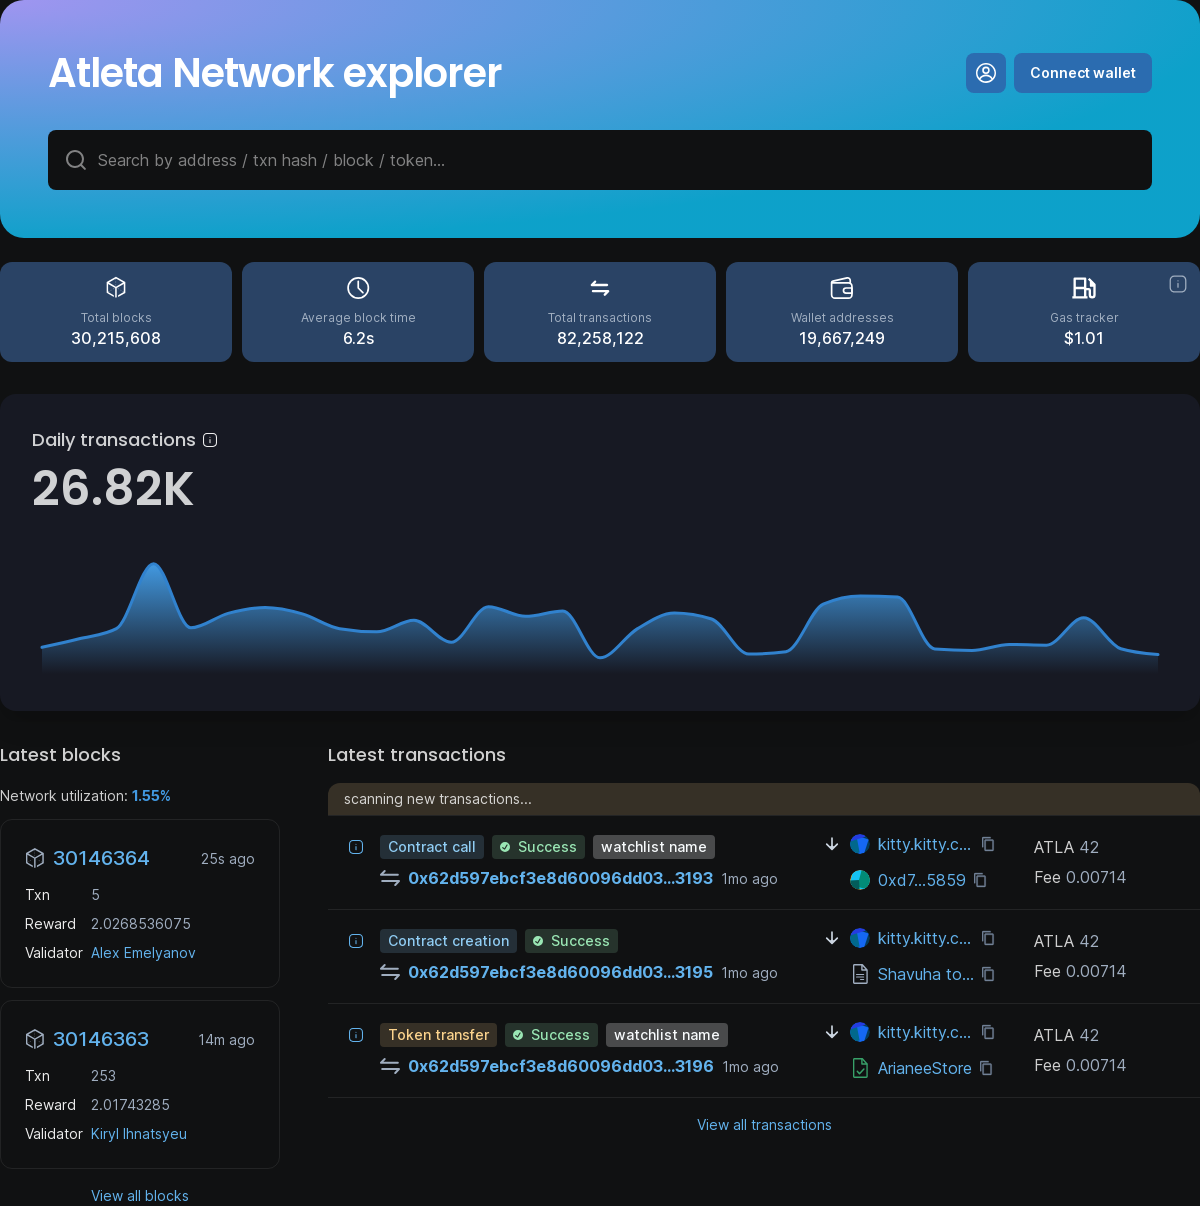 Atleta Network explorer
Connect wallet
Search by address / txn hash / block / token...
Total blocks
30,215,608
Average block time
6.2s
Total transactions
82,258,122
Wallet addresses
19,667,249
Gas tracker
$1.01
Daily transactions
26.82K
Latest blocks
Network utilization: 1.55%
30146364 25s ago
Txn 5
Reward 2.0268536075
Validator Alex Emelyanov
30146363 14m ago
Txn 253
Reward 2.01743285
Validator Kiryl Ihnatsyeu
View all blocks
Latest transactions
scanning new transactions...
Contract call Success watchlist name
0x62d597ebcf3e8d60096dd03...3193 1mo ago
kitty.kitty.c...
0xd7...5859
ATLA 42
Fee 0.00714
Contract creation Success
0x62d597ebcf3e8d60096dd03...3195 1mo ago
kitty.kitty.c...
Shavuha to...
ATLA 42
Fee 0.00714
Token transfer Success watchlist name
0x62d597ebcf3e8d60096dd03...3196 1mo ago
kitty.kitty.c...
ArianeeStore
ATLA 42
Fee 0.00714
View all transactions